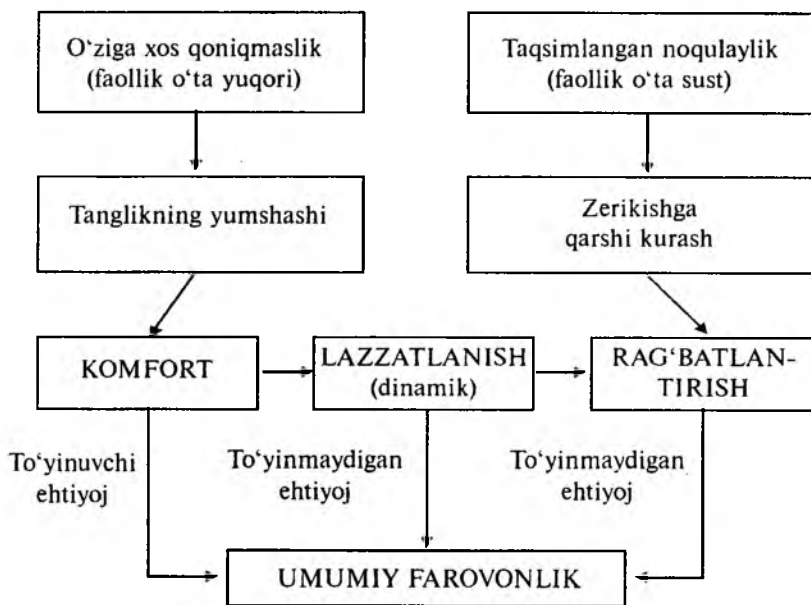 O‘ziga xos qoniqmaslik
(faollik o‘ta yuqori)
Taqsimlangan noqulaylik
(faollik o‘ta sust)
Tanglikning yumshashi
Zerikishga
qarshi kurash
KOMFORT
LAZZATLANISH
(dinamik)
RAG‘BATLAN-
TIRISH
To‘yinuvchi
ehtiyoj
To‘yinmaydigan
ehtiyoj
To‘yinmaydigan
ehtiyoj
UMUMIY FAROVONLIK